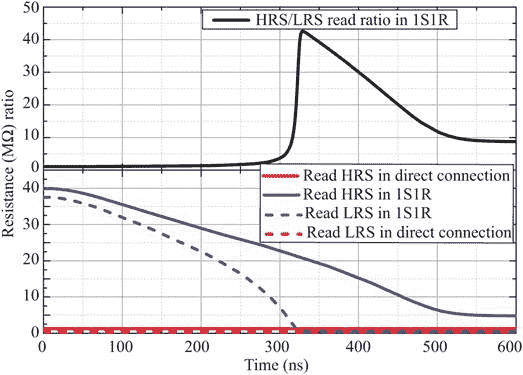 50
HRS/LRS read ratio in 1S1R
40
30
20
10
0
Resistance (MΩ) ratio
Read HRS in direct connection
Read HRS in 1S1R
Read LRS in 1S1R
Read LRS in direct connection
40
30
20
10
0
0 100 200 300 400 500 600
Time (ns)